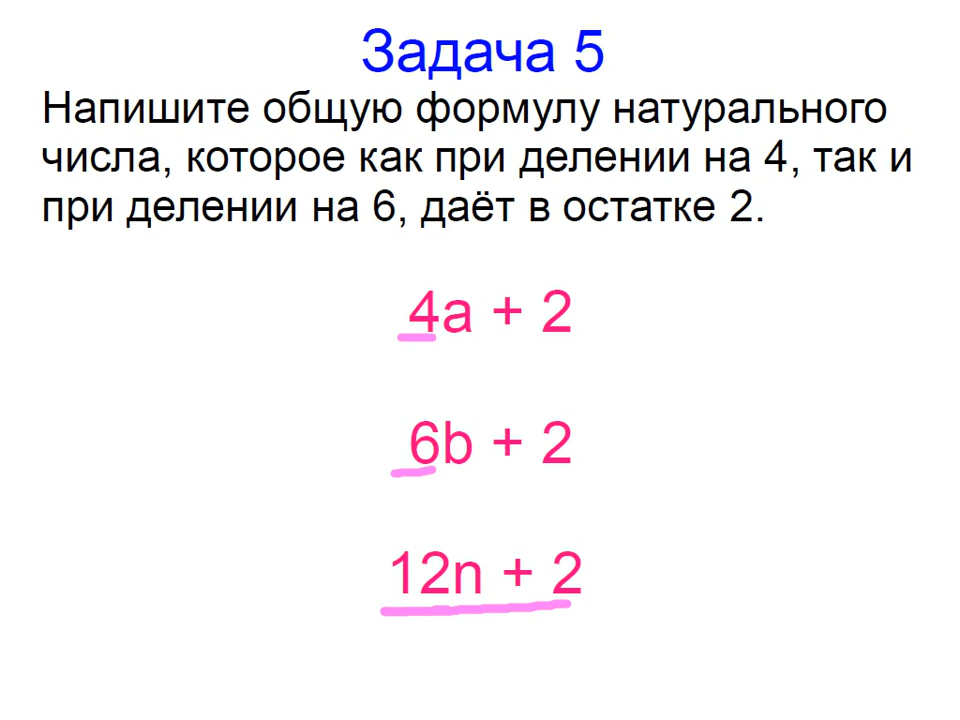 Задача 5
Напишите общую формулу натурального
числа, которое как при делении на 4, так и
при делении на 6, даёт в остатке 2.
4a + 2
6b + 2
12n + 2